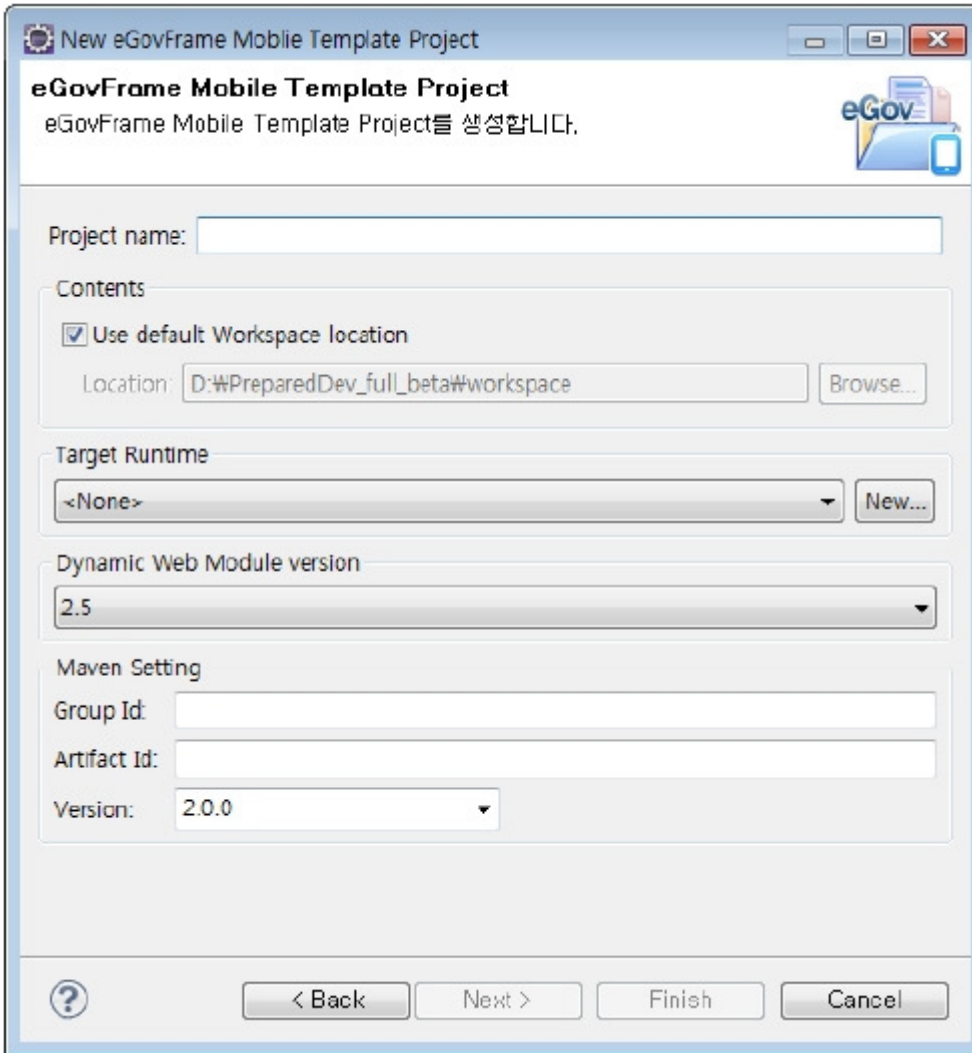 New eGovFrame Moblie Template Project
eGovFrame Mobile Template Project
eGovFrame Mobile Template Project를 생성합니다.
eGov
Project name:
Contents
Use default Workspace location
Location: D:₩PreparedDev_full_beta₩workspace Browse...
Target Runtime
<None> New...
Dynamic Web Module version
2.5
Maven Setting
Group Id:
Artifact Id:
Version: 2.0.0
? < Back Next > Finish Cancel